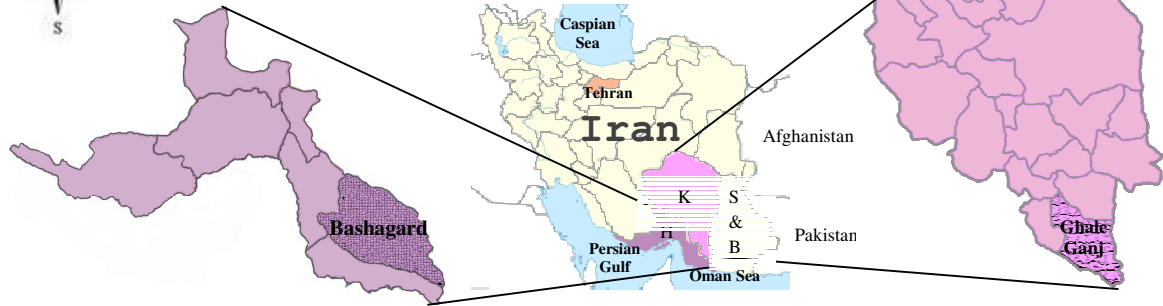 S
Bashagard
Caspian
Sea
Tehran
Iran
Afghanistan
K
S
&
B
H
Pakistan
Persian
Gulf
Oman Sea
Ghale
Ganj